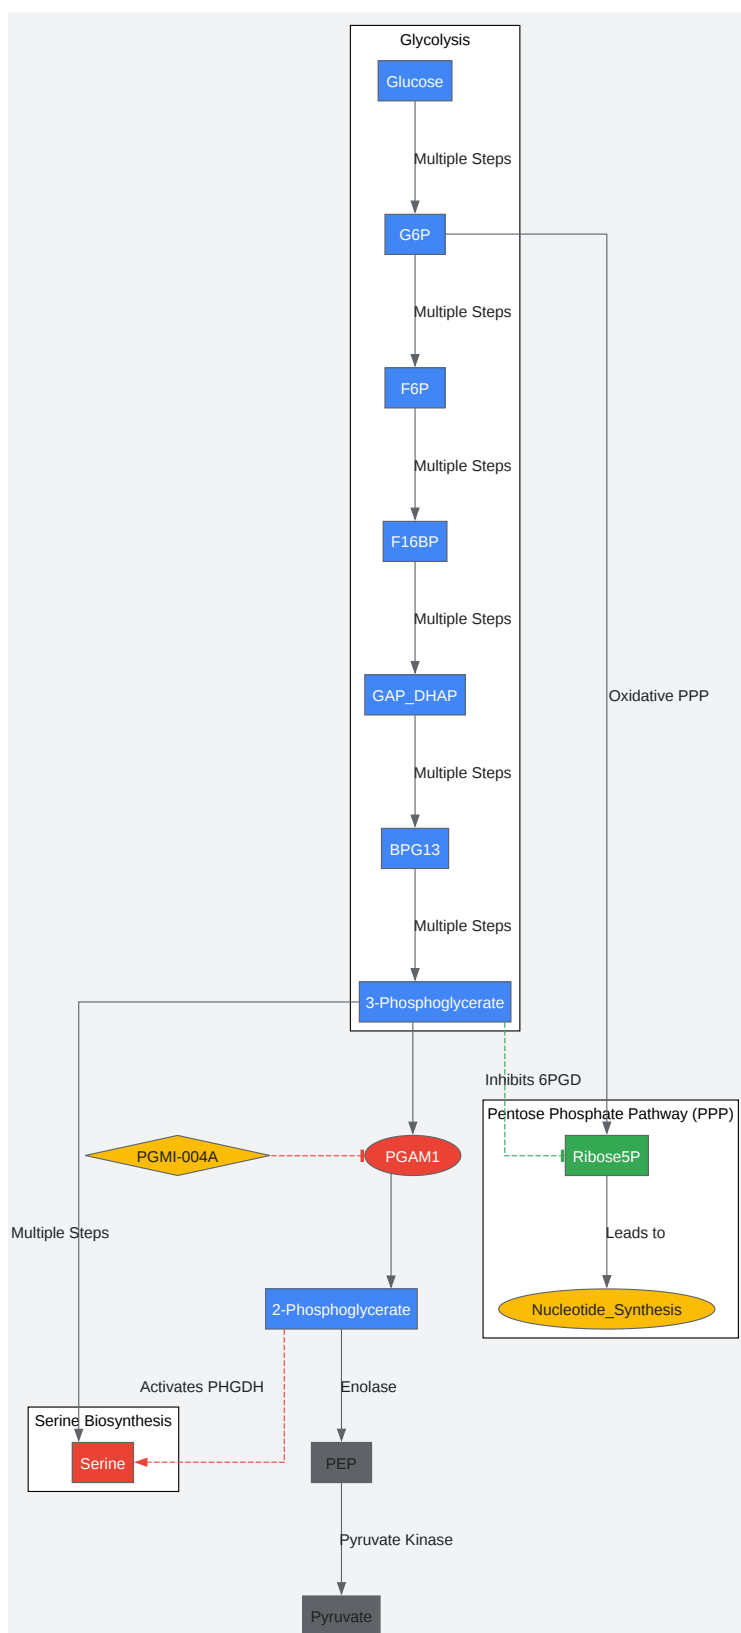 Glycolysis
Glucose
Multiple Steps
G6P
Multiple Steps
F6P
Multiple Steps
F16BP
Multiple Steps
GAP_DHAP
Oxidative PPP
Multiple Steps
BPG13
Multiple Steps
3-Phosphoglycerate
Inhibits 6PGD
Pentose Phosphate Pathway (PPP)
PGMI-004A
PGAM1
Ribose5P
Multiple Steps
Leads to
2-Phosphoglycerate
Nucleotide_Synthesis
Activates PHGDH
Enolase
Serine Biosynthesis
Serine
PEP
Pyruvate Kinase
Pyruvate